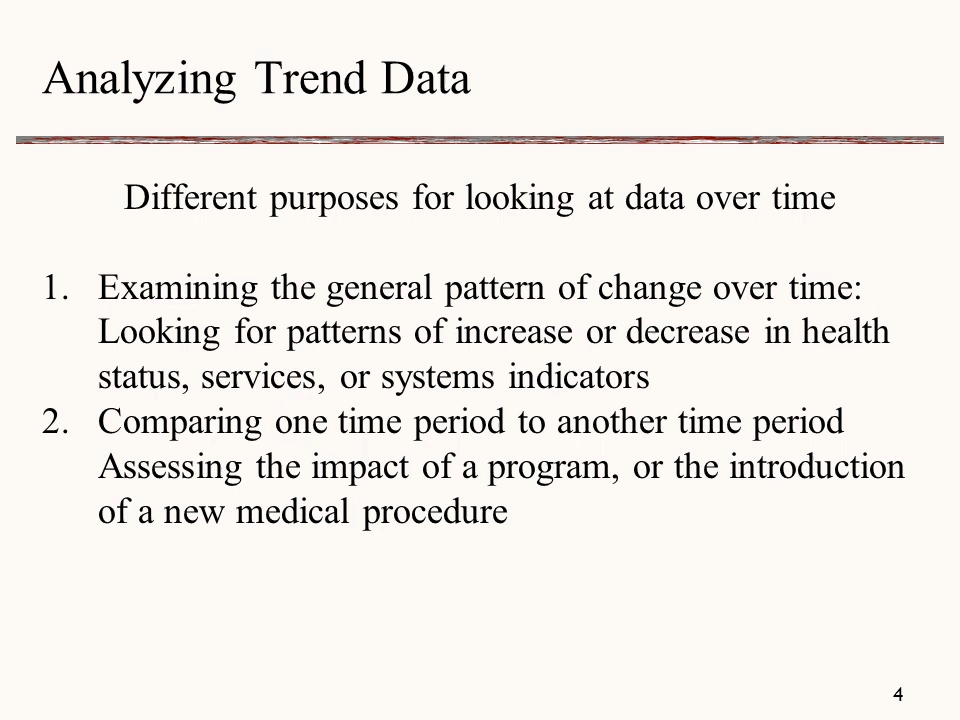 Analyzing Trend Data
Different purposes for looking at data over time
1. Examining the general pattern of change over time:
Looking for patterns of increase or decrease in health
status, services, or systems indicators
2. Comparing one time period to another time period
Assessing the impact of a program, or the introduction
of a new medical procedure
4